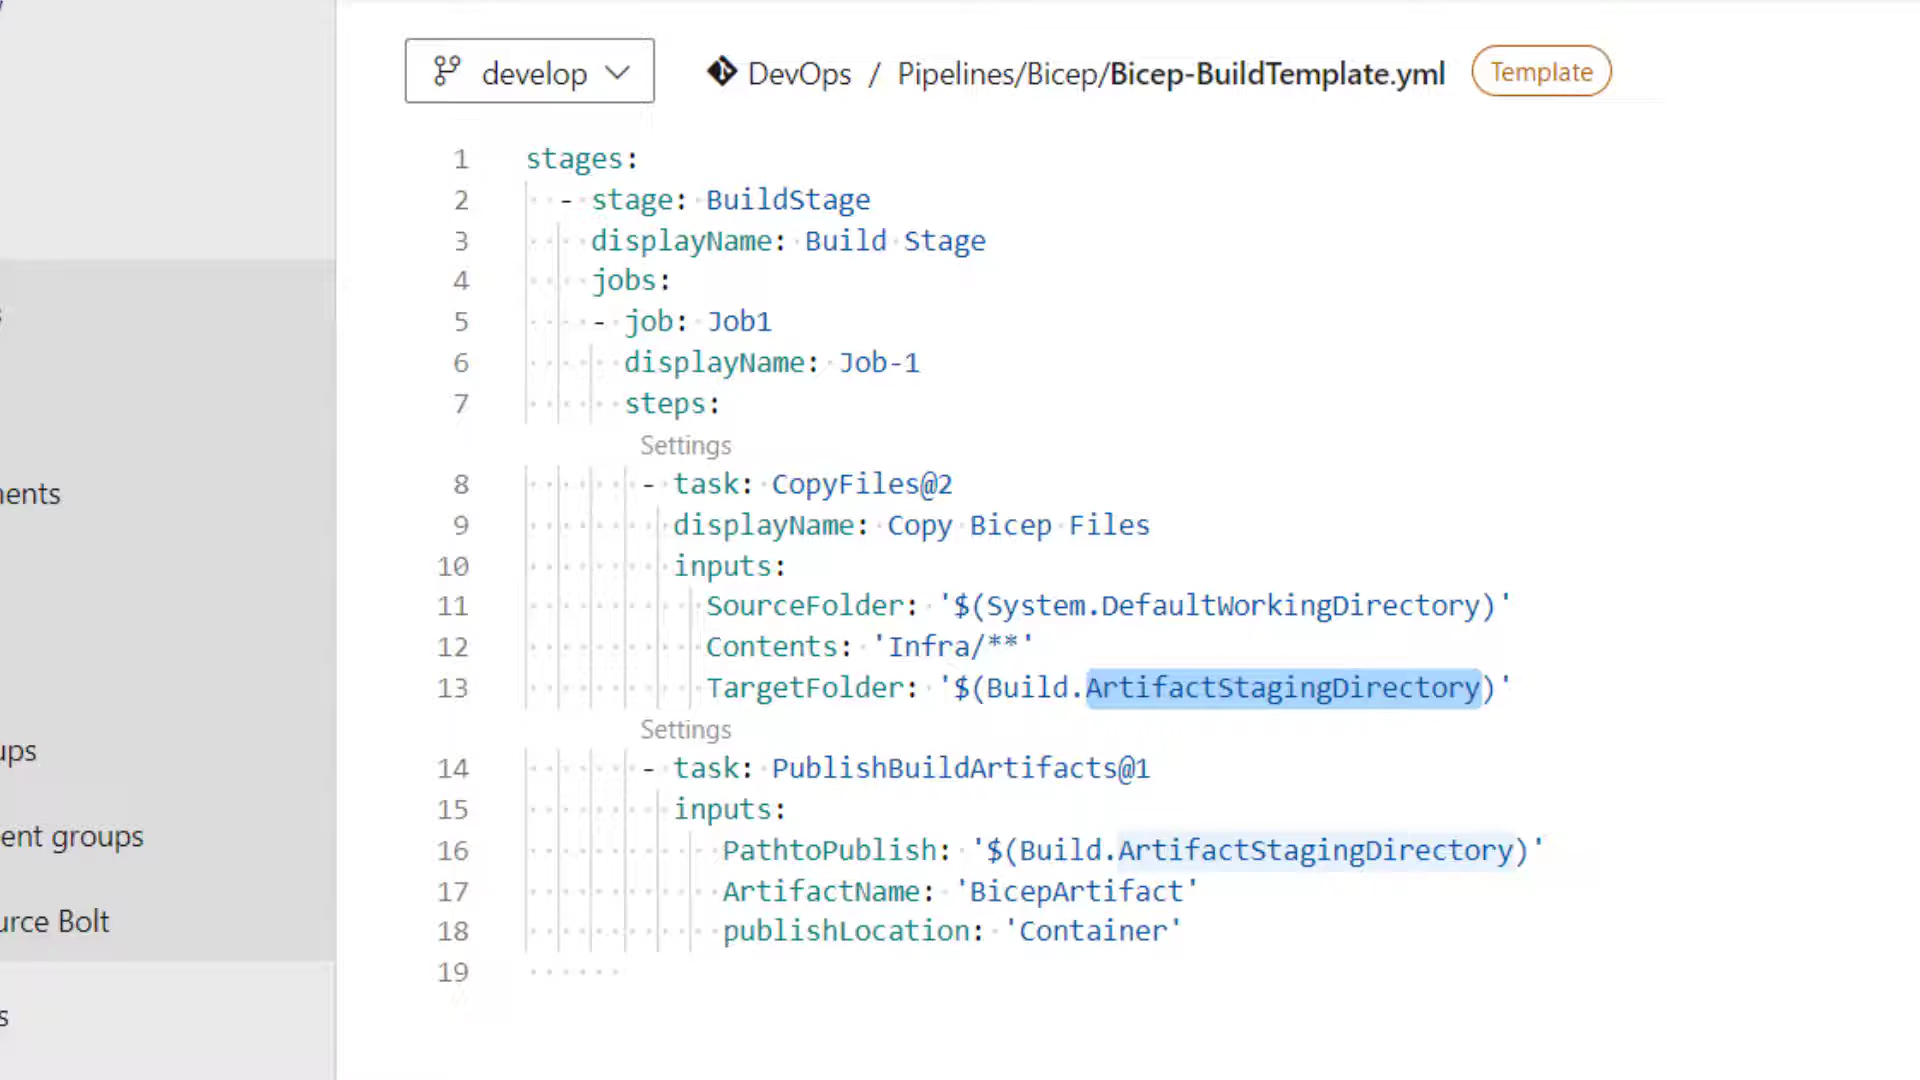 develop
DevOps / Pipelines/Bicep/Bicep-BuildTemplate.yml
Template
1 stages:
2 - stage: BuildStage
3 displayName: Build Stage
4 jobs:
5 - job: Job1
6 displayName: Job-1
7 steps:
Settings
8 - task: CopyFiles@2
9 displayName: Copy Bicep Files
10 inputs:
11 SourceFolder: '$(System.DefaultWorkingDirectory)'
12 Contents: 'Infra/**'
13 TargetFolder: '$(Build.ArtifactStagingDirectory)'
Settings
14 - task: PublishBuildArtifacts@1
15 inputs:
16 PathtoPublish: '$(Build.ArtifactStagingDirectory)'
17 ArtifactName: 'BicepArtifact'
18 publishLocation: 'Container'
19
ents
ups
ent groups
urce Bolt
s